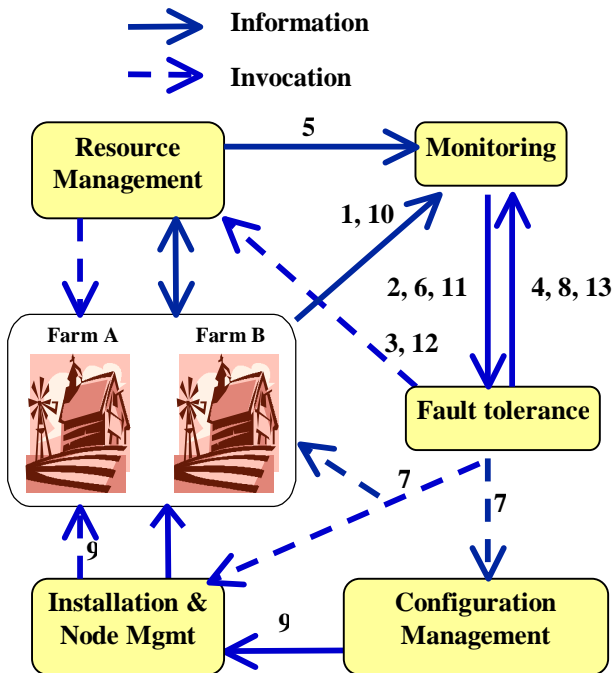 Information
Invocation
5
Resource
Management
Monitoring
1, 10
2, 6, 11
4, 8, 13
3, 12
Farm A
Farm B
Fault tolerance
7
7
9
Installation &
Node Mgmt
9
Configuration
Management